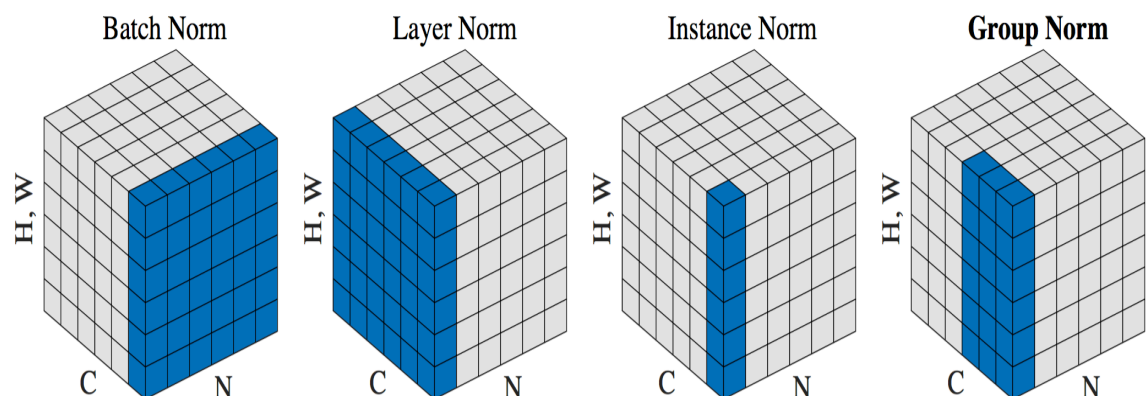 Batch Norm
Layer Norm
Instance Norm
Group Norm
H, W
C
N
H, W
C
N
H, W
C
N
H, W
C
N